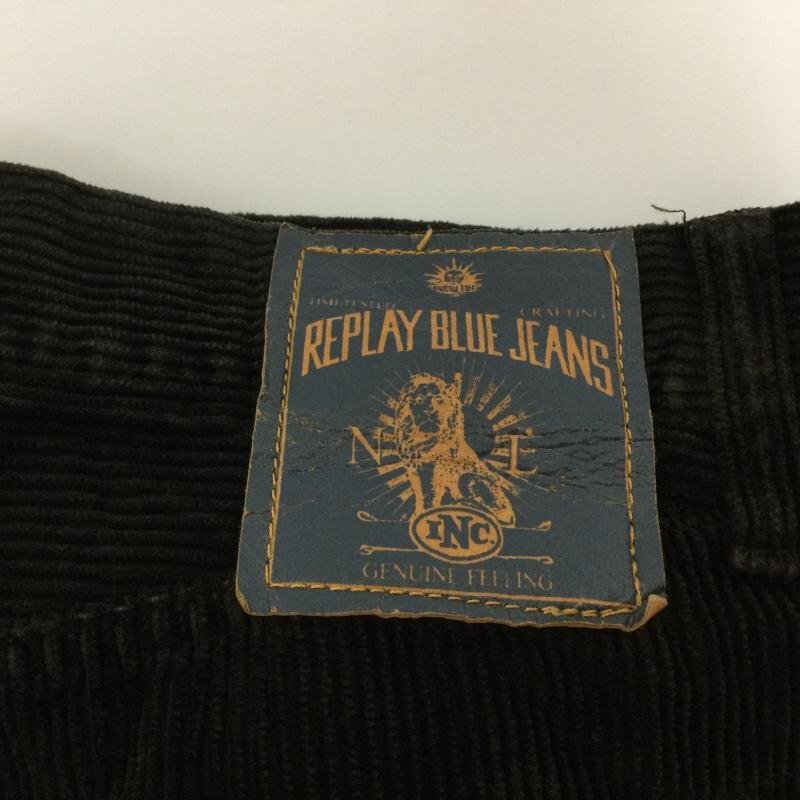 TIME TESTED CRAFTING
REPLAY BLUE JEANS
N L
INC.
GENUINE FEELING